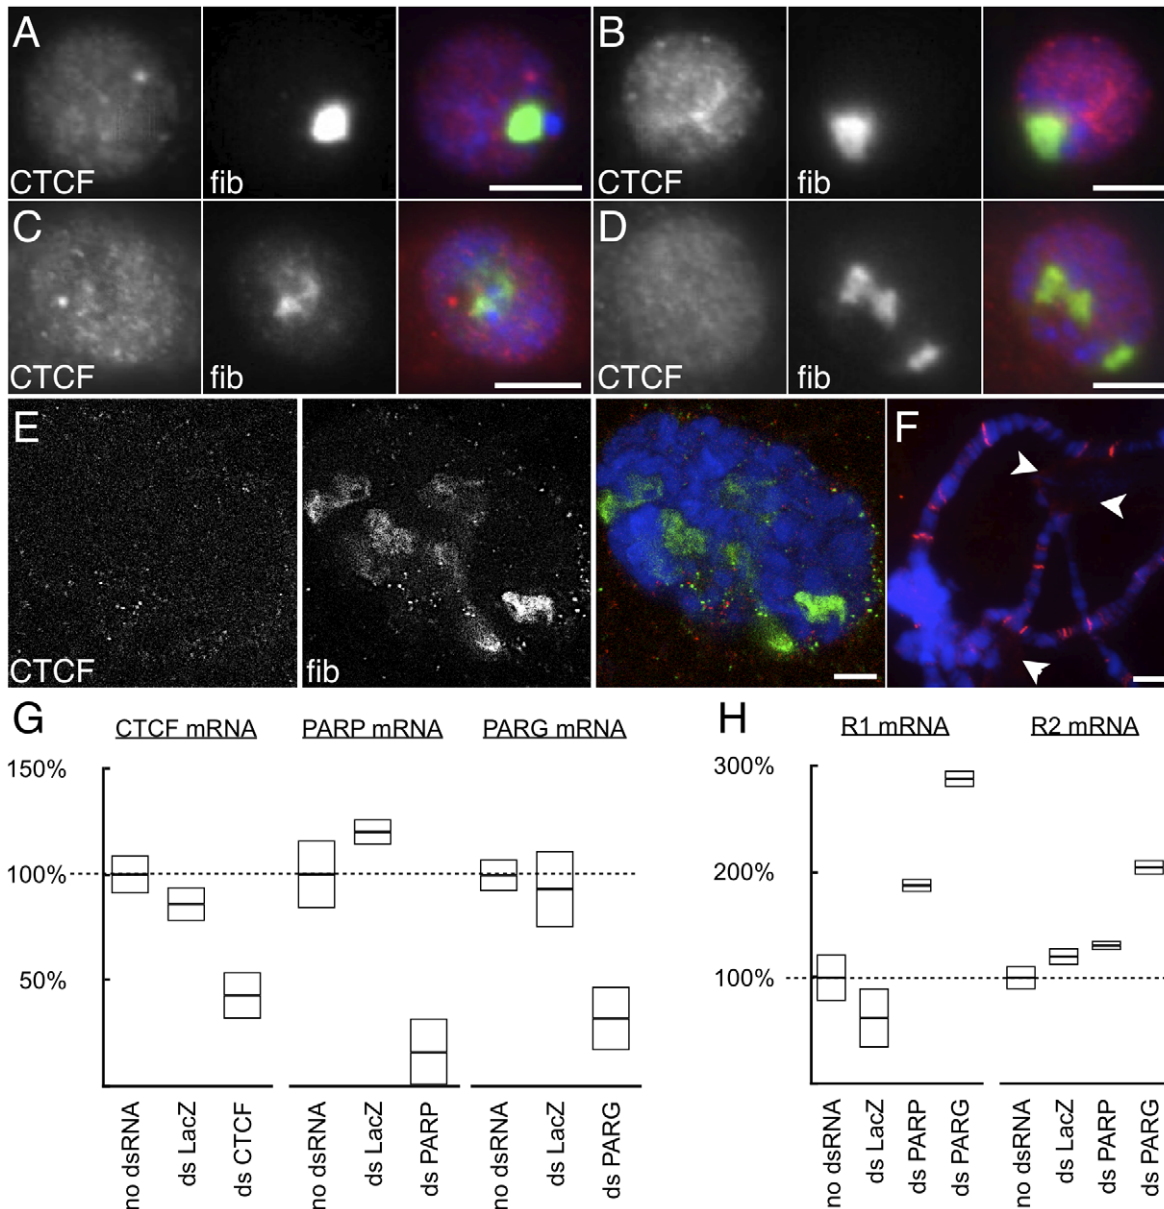 A
B
CTCF
fib
CTCF
fib
C
D
CTCF
fib
CTCF
fib
E
F
CTCF
fib
G
CTCF mRNA
PARP mRNA
PARG mRNA
150%
100%
50%
no dsRNA
ds LacZ
ds CTCF
no dsRNA
ds LacZ
ds PARP
no dsRNA
ds LacZ
ds PARG
H
R1 mRNA
R2 mRNA
300%
200%
100%
no dsRNA
ds LacZ
ds PARP
ds PARG
no dsRNA
ds LacZ
ds PARP
ds PARG